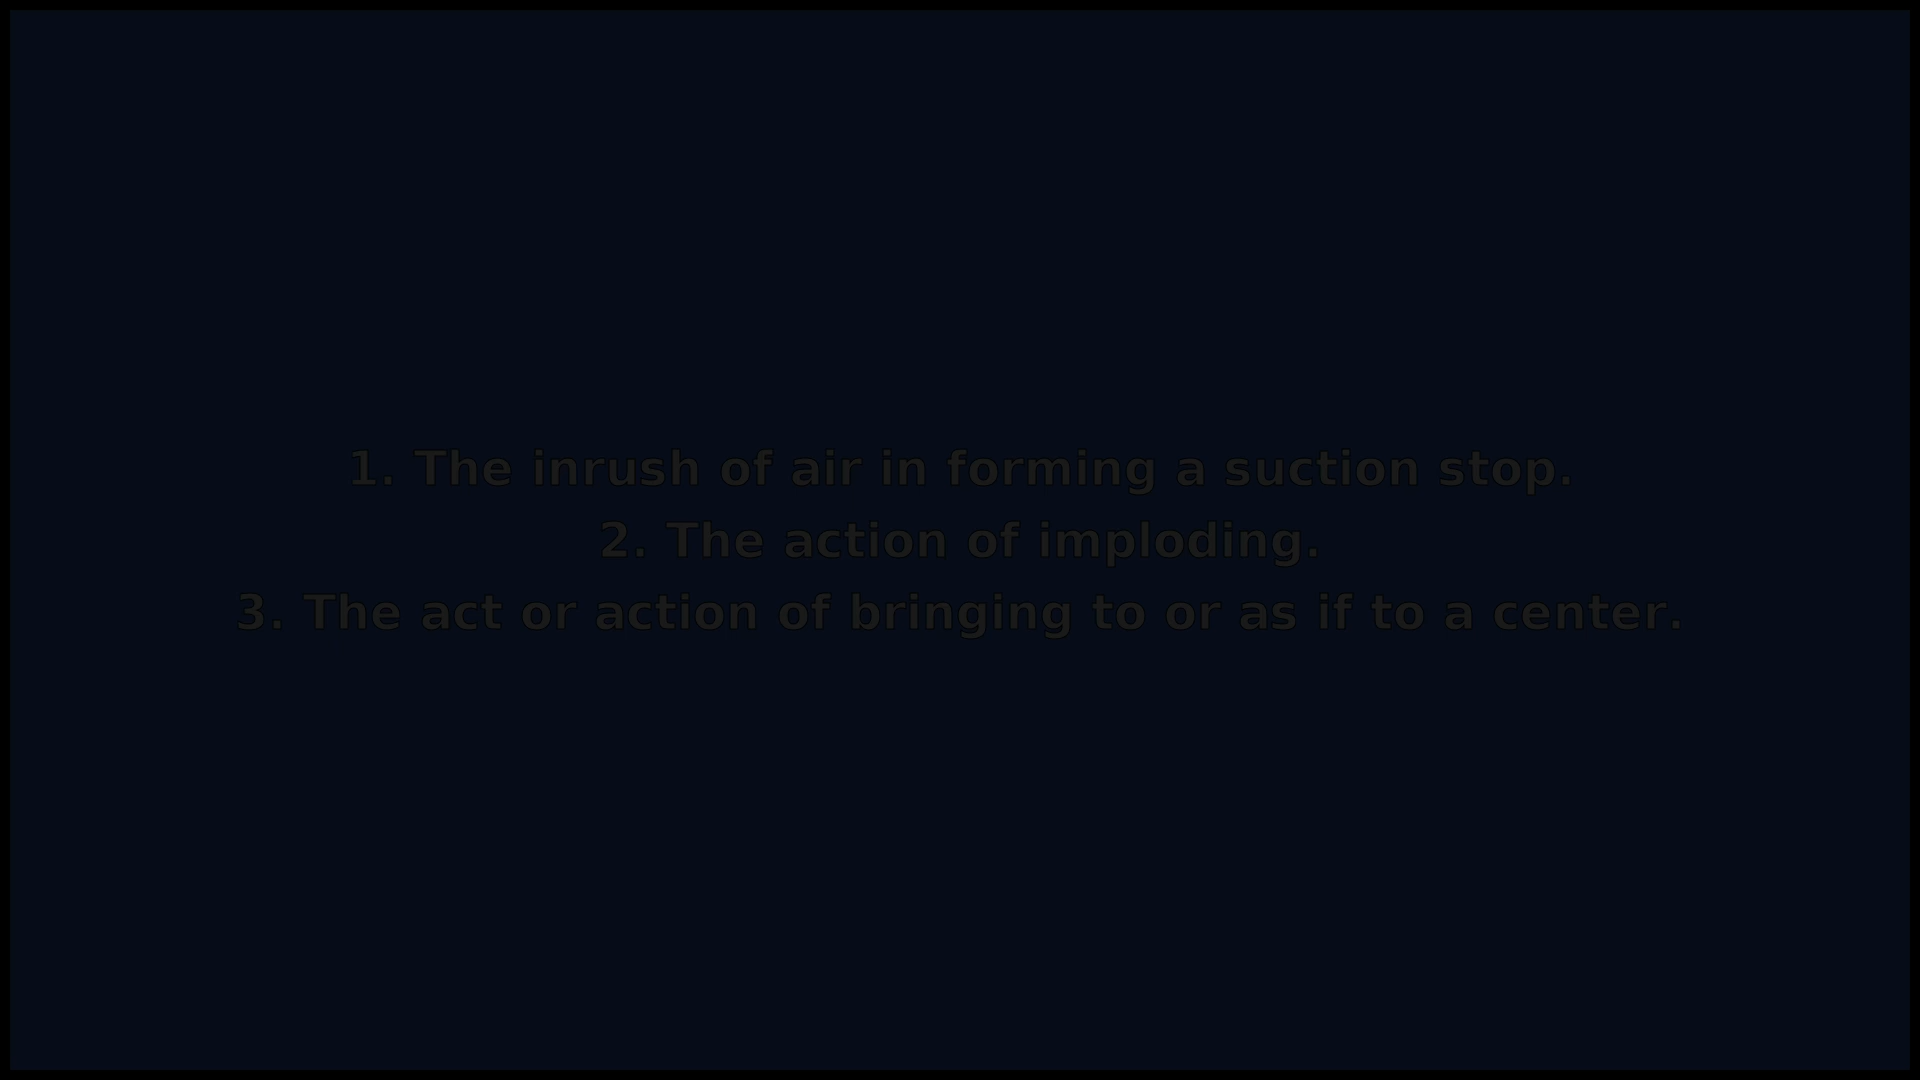 1. The inrush of air in forming a suction stop.
2. The action of imploding.
3. The act or action of bringing to or as if to a center.